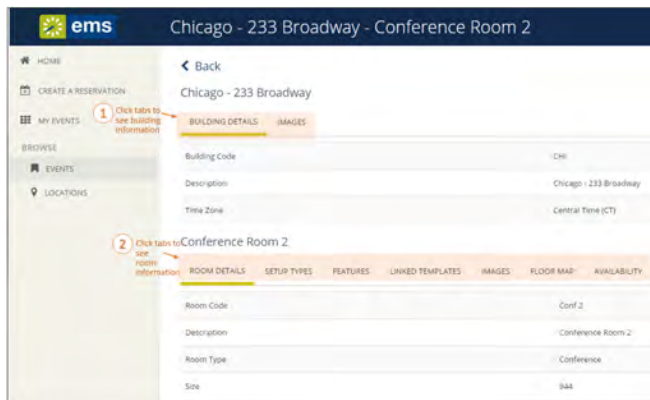 ems
Chicago - 233 Broadway - Conference Room 2
HOME
CREATE A RESERVATION
MY EVENTS
BROWSE
EVENTS
LOCATIONS
Back
Chicago - 233 Broadway
1 Click tabs to
see building
information
BUILDING DETAILS IMAGES
Building Code CHI
Description Chicago - 233 Broadway
Time Zone Central Time (CT)
2 Click tabs to
see
room
information
Conference Room 2
ROOM DETAILS SETUP TYPES FEATURES LINKED TEMPLATES IMAGES FLOOR MAP AVAILABILITY
Room Code Conf 2
Description Conference Room 2
Room Type Conference
Size 944